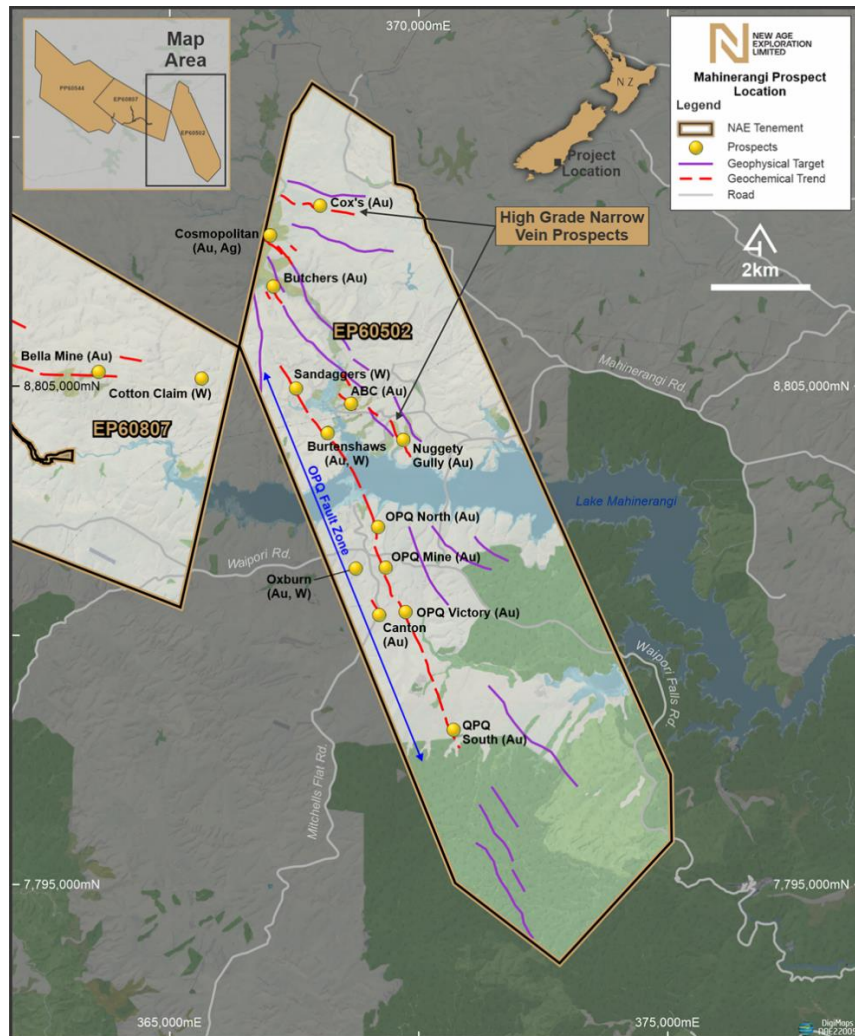 370,000mE
Map
Area
PP60544
EP60807
EP60502
NZ
Project
Location
N
NEW AGE
EXPLORATION
LIMITED
Mahinerangi Prospect
Location
Legend
NAE Tenement
Prospects
Geophysical Target
Geochemical Trend
Road
2km
Cox's (Au)
High Grade Narrow
Vein Prospects
Cosmopolitan
(Au, Ag)
Butchers (Au)
EP60502
Mahinerangi Rd.
Bella Mine (Au)
Cotton Claim (W)
8,805,000mN
8,805,000mN
Sandaggers (W)
ABC (Au)
EP60807
Burtenshaws
(Au, W)
Nuggety
Gully (Au)
OPQ Fault Zone
Lake Mahinerangi
OPQ North (Au)
Waipori Rd.
OPQ Mine (Au)
Oxburn
(Au, W)
OPQ Victory (Au)
Canton
(Au)
Waipori Falls Rd.
QPQ
South (Au)
Mitchells Flat Rd.
7,795,000mN
7,795,000mN
365,000mE
375,000mE
DigiMaps